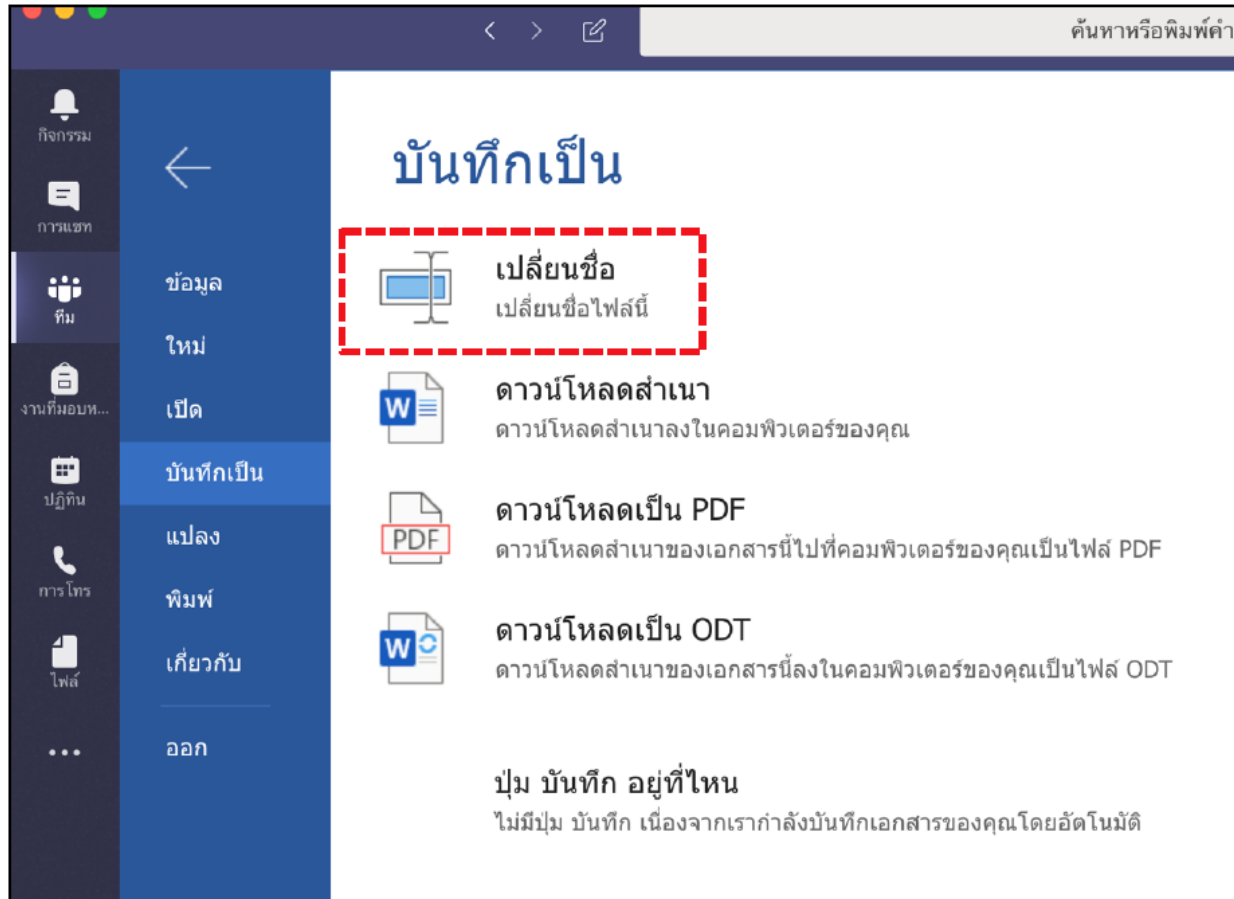 ค้นหาหรือพิมพ์คำ
กิจกรรม
การแชท
ทีม
งานที่มอบห...
ปฏิทิน
การโทร
ไฟล์
ข้อมูล
ใหม่
เปิด
บันทึกเป็น
แปลง
พิมพ์
เกี่ยวกับ
ออก
บันทึกเป็น
เปลี่ยนชื่อ
เปลี่ยนชื่อไฟล์นี้
W
ดาวน์โหลดสำเนา
ดาวน์โหลดสำเนาลงในคอมพิวเตอร์ของคุณ
PDF
ดาวน์โหลดเป็น PDF
ดาวน์โหลดสำเนาของเอกสารนี้ไปที่คอมพิวเตอร์ของคุณเป็นไฟล์ PDF
W
ดาวน์โหลดเป็น ODT
ดาวน์โหลดสำเนาของเอกสารนี้ลงในคอมพิวเตอร์ของคุณเป็นไฟล์ ODT
ปุ่ม บันทึก อยู่ที่ไหน
ไม่มีปุ่ม บันทึก เนื่องจากเรากำลังบันทึกเอกสารของคุณโดยอัตโนมัติ